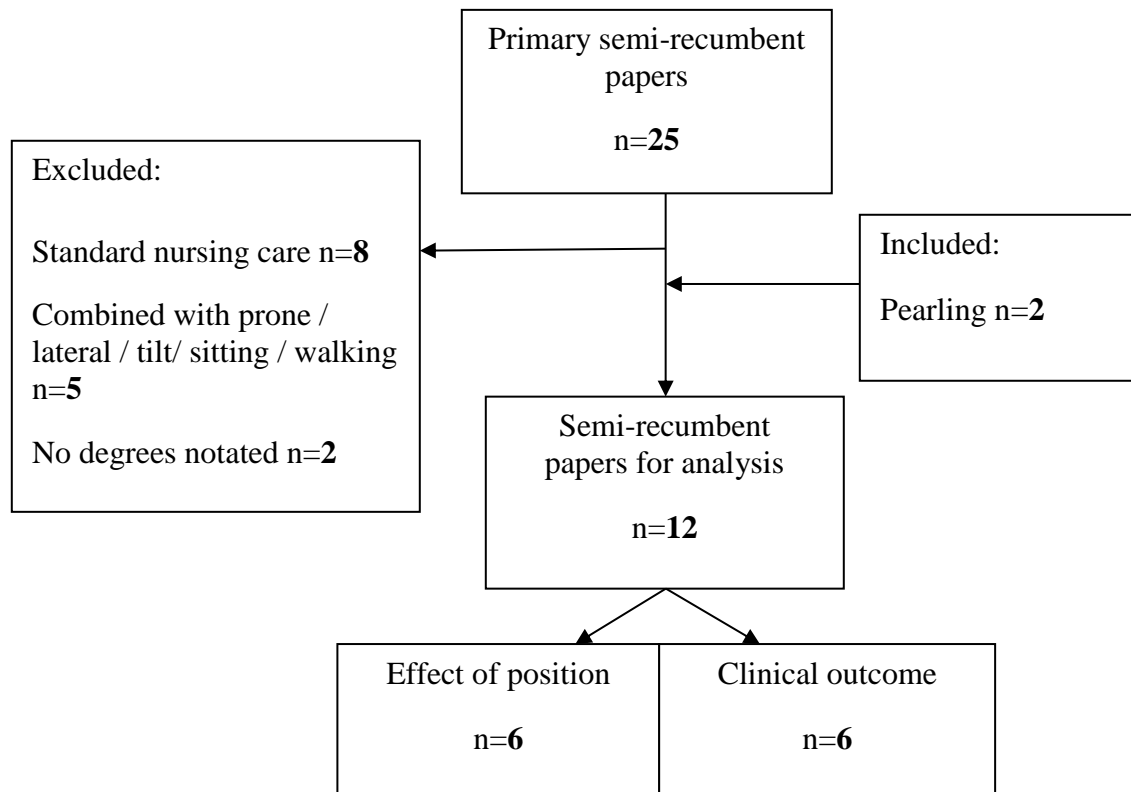 Primary semi-recumbent
papers
n=25
Excluded:
Standard nursing care n=8
Combined with prone /
lateral / tilt/ sitting / walking
n=5
No degrees notated n=2
Included:
Pearling n=2
Semi-recumbent
papers for analysis
n=12
Effect of position
n=6
Clinical outcome
n=6